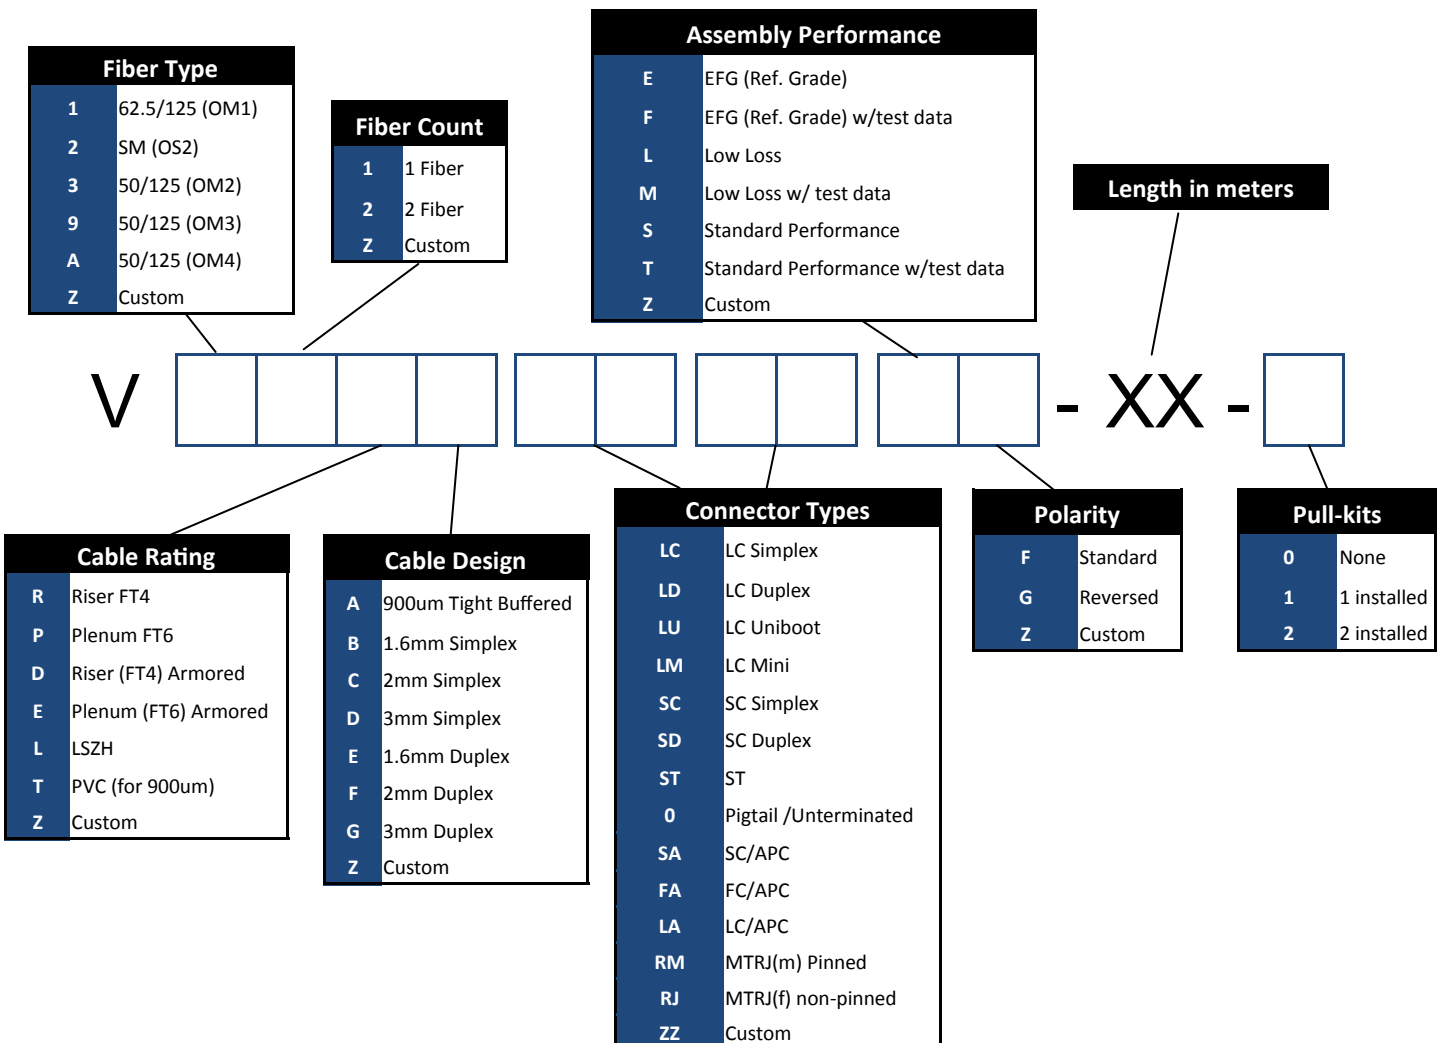 Assembly Performance
E EFG (Ref. Grade)
F EFG (Ref. Grade) w/test data
L Low Loss
M Low Loss w/ test data
S Standard Performance
T Standard Performance w/test data
Z Custom
Fiber Type
1 62.5/125 (OM1)
2 SM (OS2)
3 50/125 (OM2)
9 50/125 (OM3)
A 50/125 (OM4)
Z Custom
Fiber Count
1 1 Fiber
2 2 Fiber
Z Custom
Length in meters
V - XX -
Cable Rating
R Riser FT4
P Plenum FT6
D Riser (FT4) Armored
E Plenum (FT6) Armored
L LSZH
T PVC (for 900um)
Z Custom
Cable Design
A 900um Tight Buffered
B 1.6mm Simplex
C 2mm Simplex
D 3mm Simplex
E 1.6mm Duplex
F 2mm Duplex
G 3mm Duplex
Z Custom
Connector Types
LC LC Simplex
LD LC Duplex
LU LC Uniboot
LM LC Mini
SC SC Simplex
SD SC Duplex
ST ST
0 Pigtail /Unterminated
SA SC/APC
FA FC/APC
LA LC/APC
RM MTRJ(m) Pinned
RJ MTRJ(f) non-pinned
ZZ Custom
Polarity
F Standard
G Reversed
Z Custom
Pull-kits
0 None
1 1 installed
2 2 installed